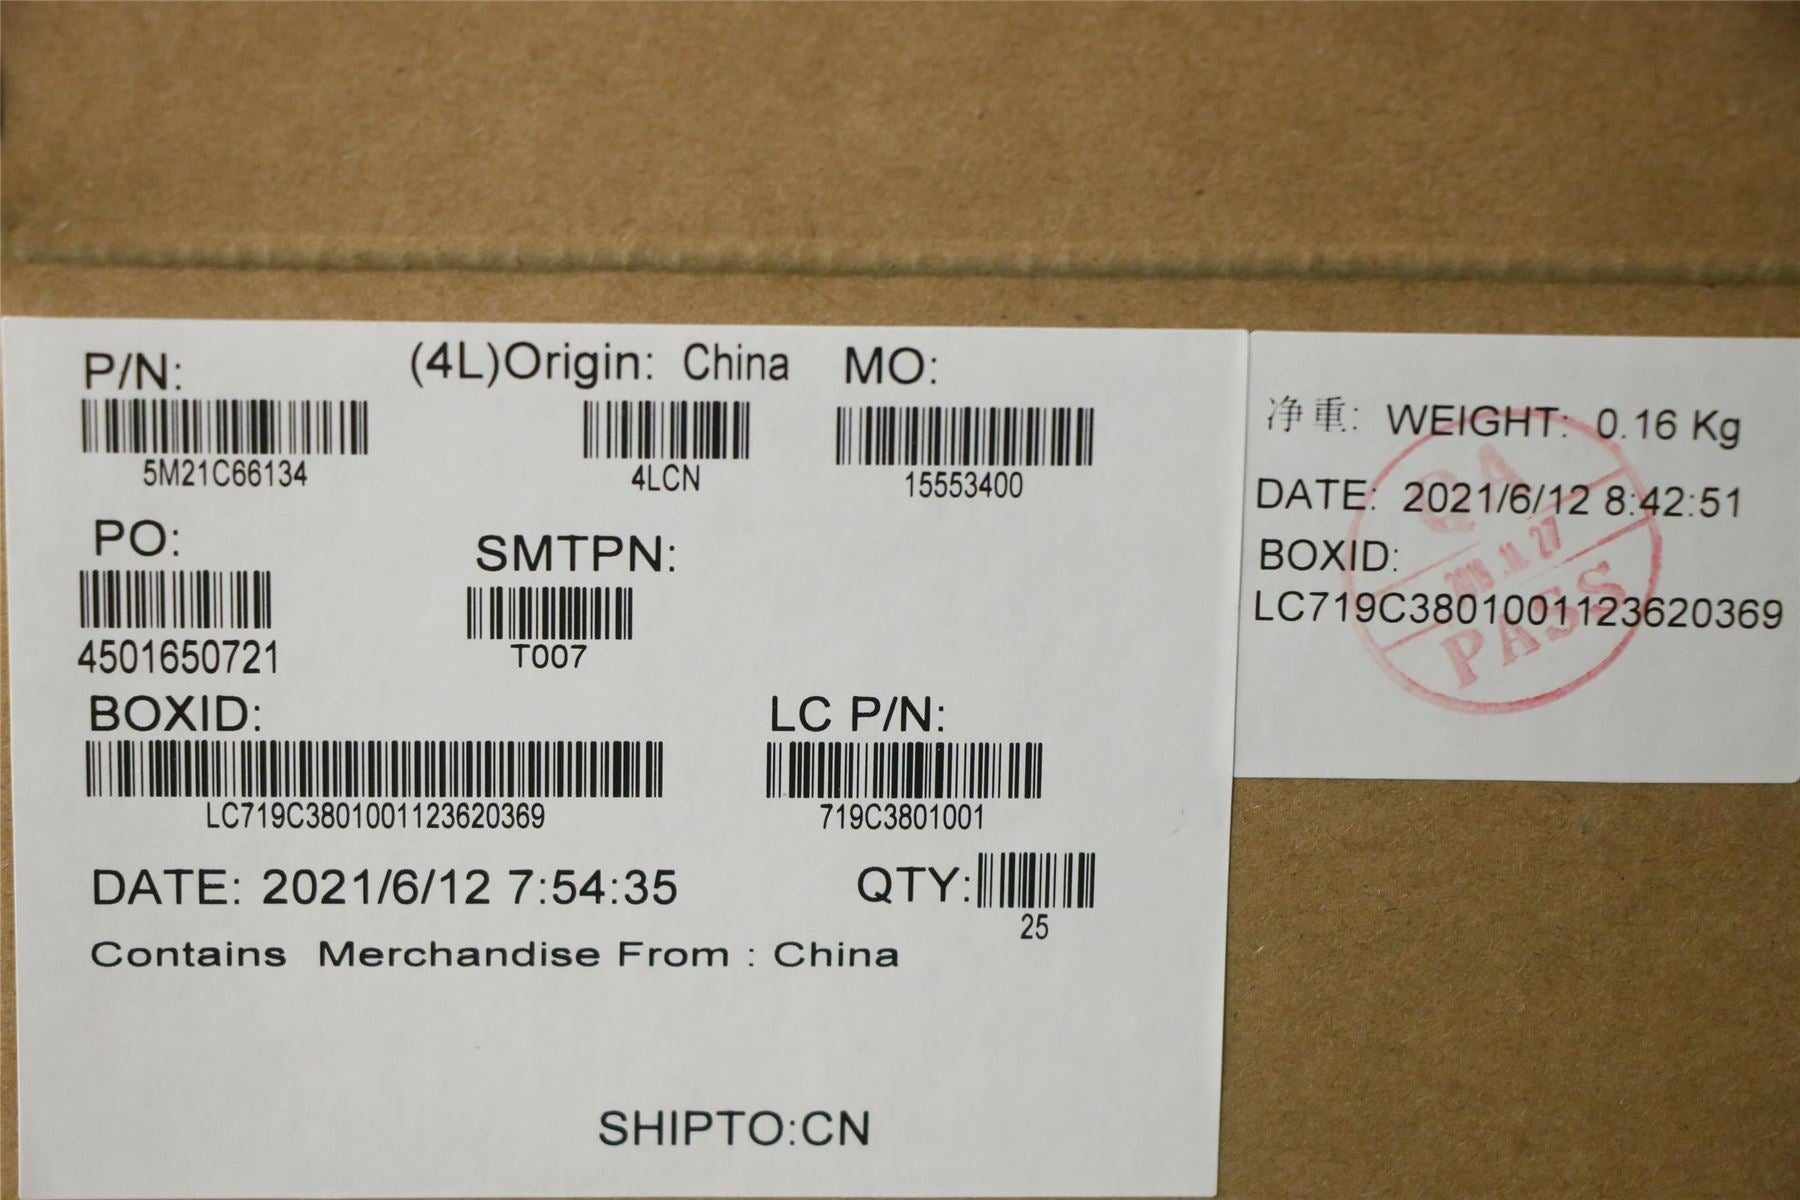 P/N: (4L)Origin: China MO:
5M21C66134 4LCN 15553400
PO: SMTPN:
4501650721 T007
BOXID: LC P/N:
LC719C3801001123620369 719C3801001
DATE: 2021/6/12 7:54:35 QTY:
25
Contains Merchandise From : China
SHIPTO:CN
净重: WEIGHT: 0.16 Kg
DATE: 2021/6/12 8:42:51
BOXID:
LC719C3801001123620369
QA
PASS